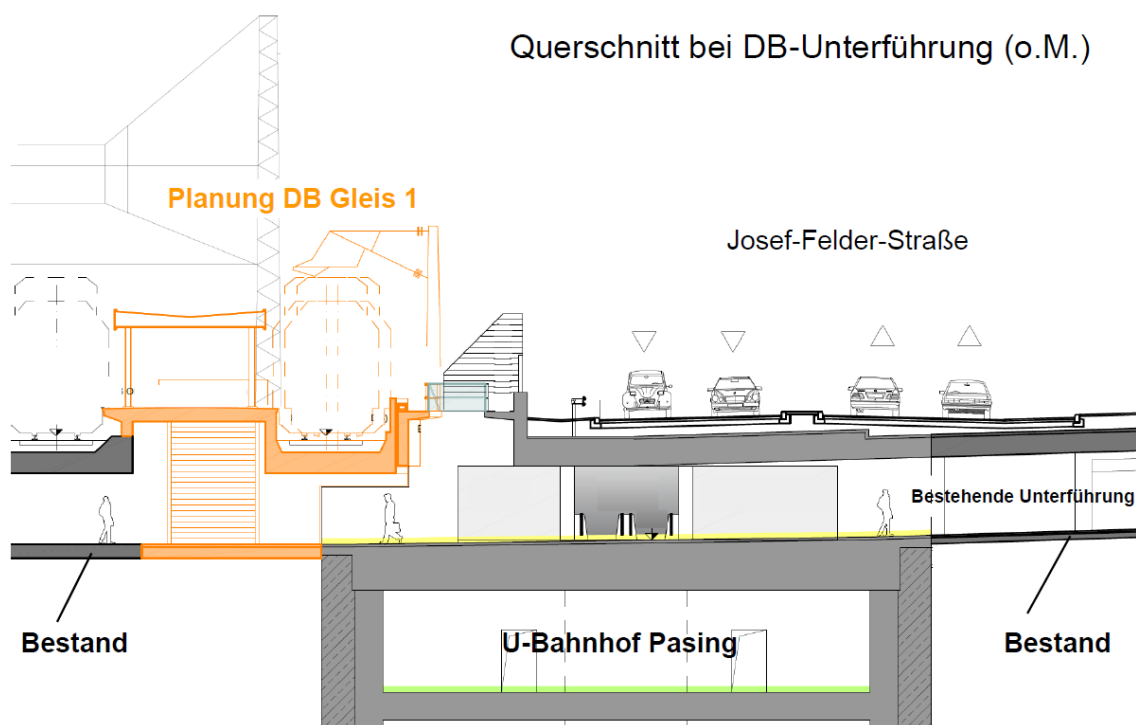 Querschnitt bei DB-Unterführung (o.M.)
Planung DB Gleis 1
Josef-Felder-Straße
Bestehende Unterführung
Bestand
U-Bahnhof Pasing
Bestand